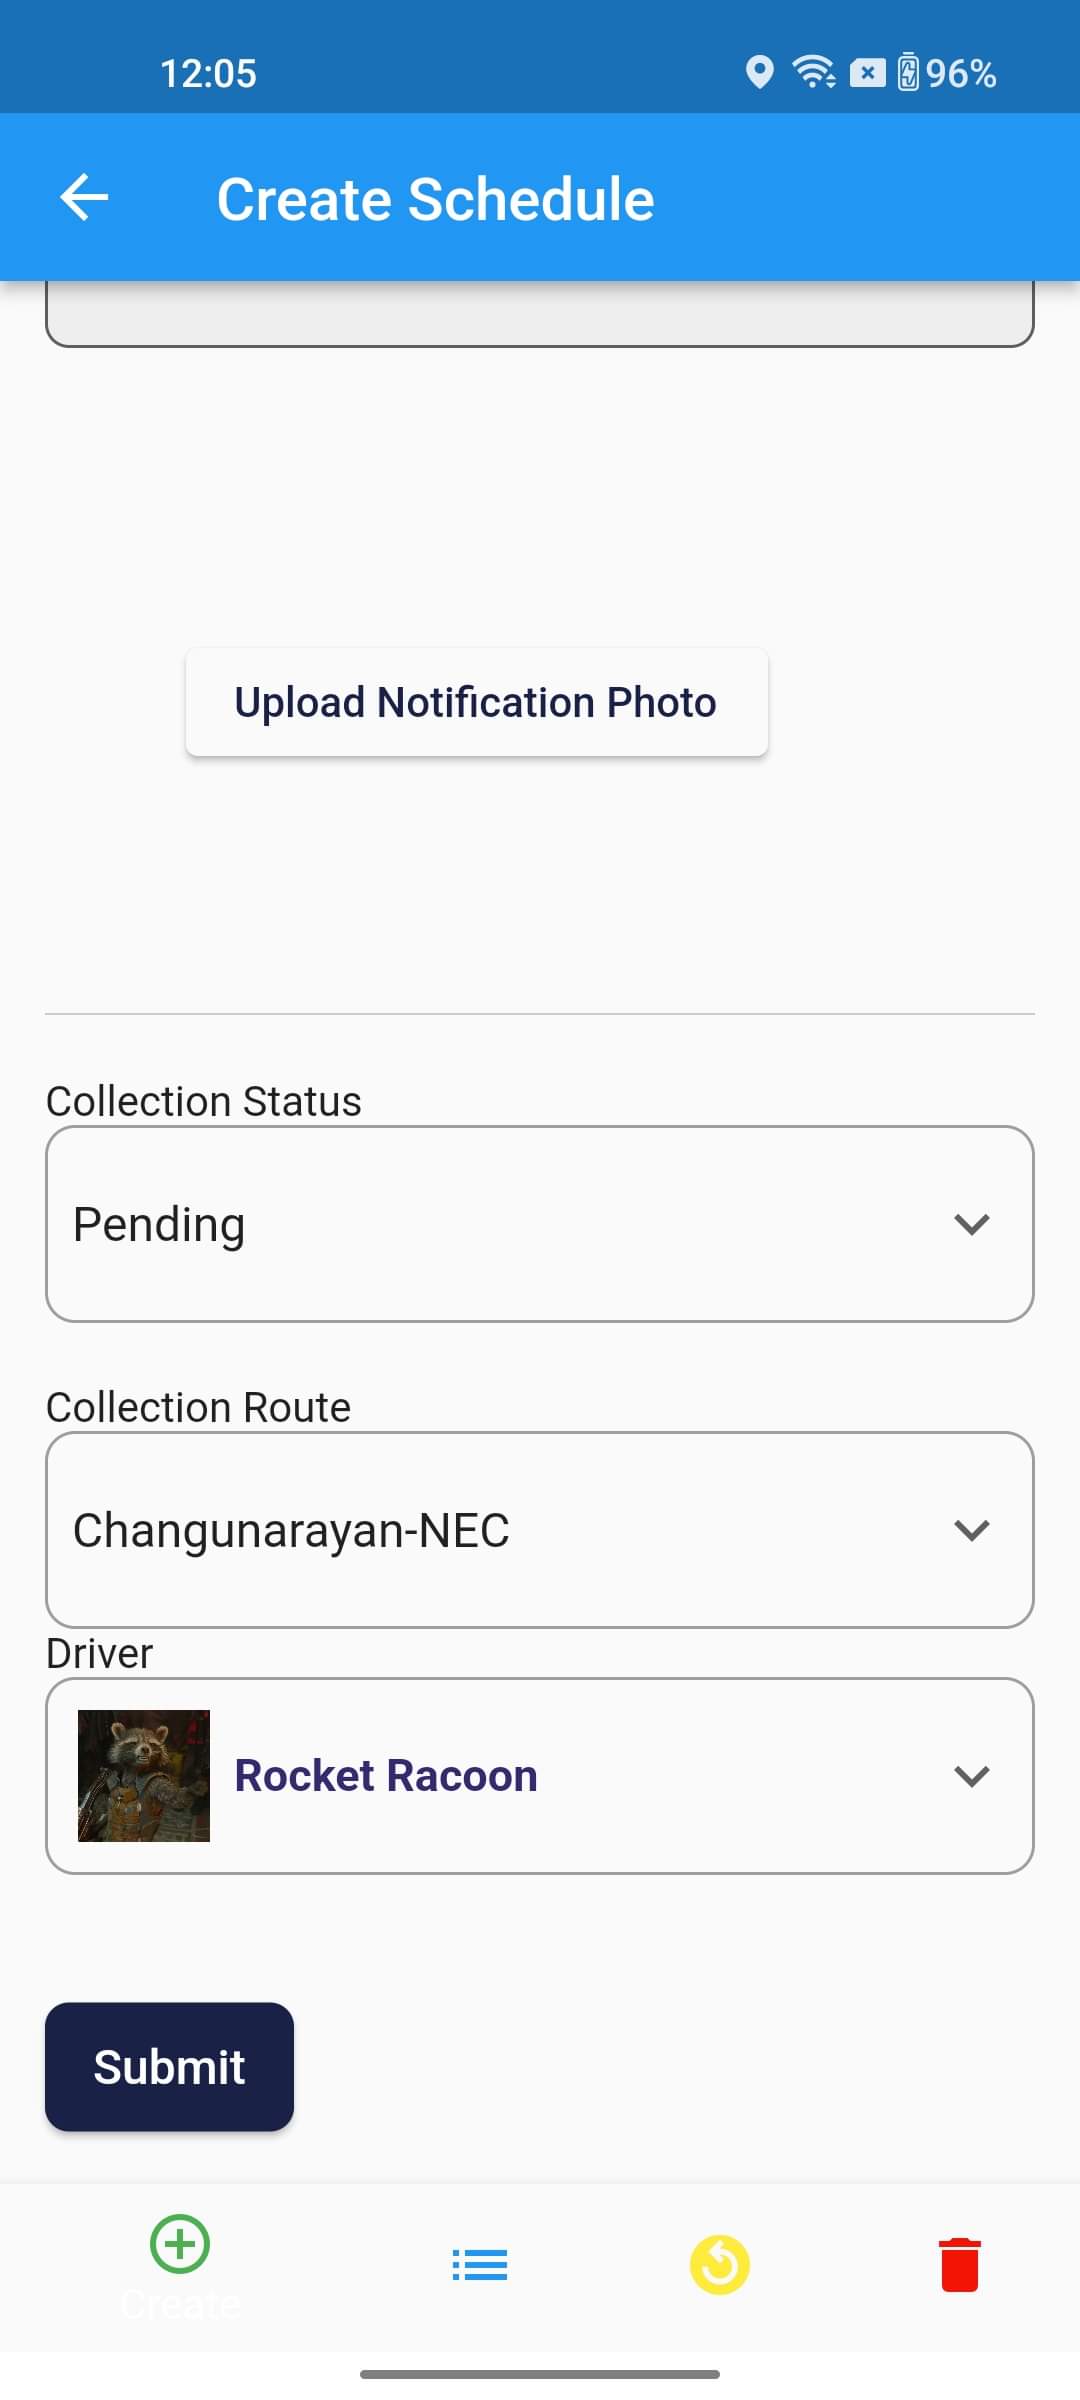 12:05
96%
Create Schedule
Upload Notification Photo
Collection Status
Pending
Collection Route
Changunarayan-NEC
Driver
Rocket Racoon
Submit
Create